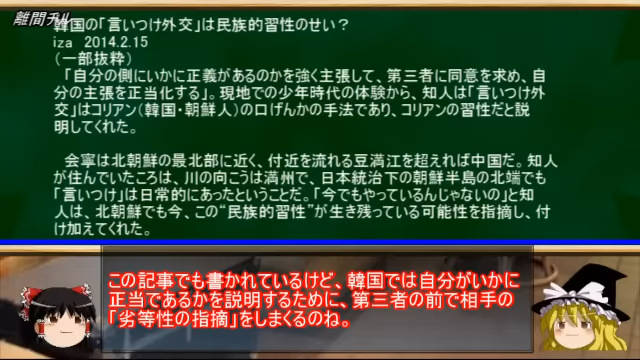 離間チル
韓国の「言いつけ外交」は民族的習性のせい？
iza 2014.2.15
（一部抜粋）
「自分の側にいかに正義があるのかを強く主張して、第三者に同意を求め、自
分の主張を正当化する」。現地での少年時代の体験から、知人は「言いつけ外
交」はコリアン（韓国・朝鮮人）の口げんかの手法であり、コリアンの習性だと説
明してくれた。
会寧は北朝鮮の最北部に近く、付近を流れる豆満江を超えれば中国だ。知人
が住んでいたころは、川の向こうは満州で、日本統治下の朝鮮半島の北端でも
「言いつけ」は日常的にあったということだ。「今でもやっているんじゃないの」と知
人は、北朝鮮でも今、この“民族的習性”が生き残っている可能性を指摘し、付
け加えてくれた。
この記事でも書かれているけど、韓国では自分がいかに
正当であるかを説明するために、第三者の前で相手の
「劣等性の指摘」をしまくるのね。